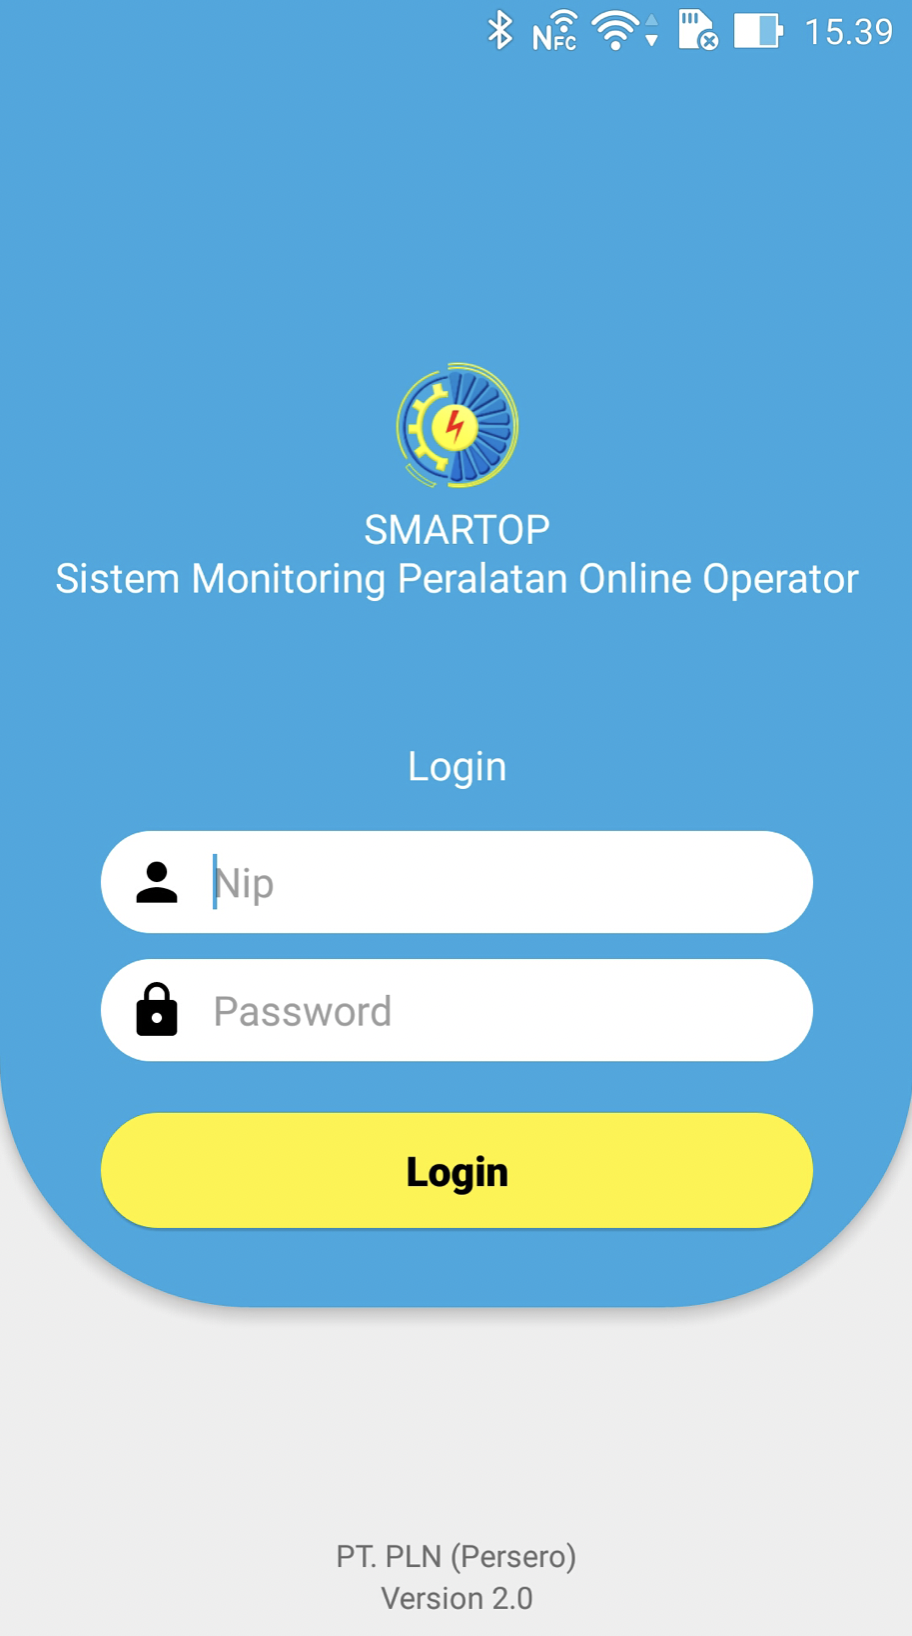 NFC 15.39
SMARTOP
Sistem Monitoring Peralatan Online Operator
Login
Nip
Password
Login
PT. PLN (Persero)
Version 2.0